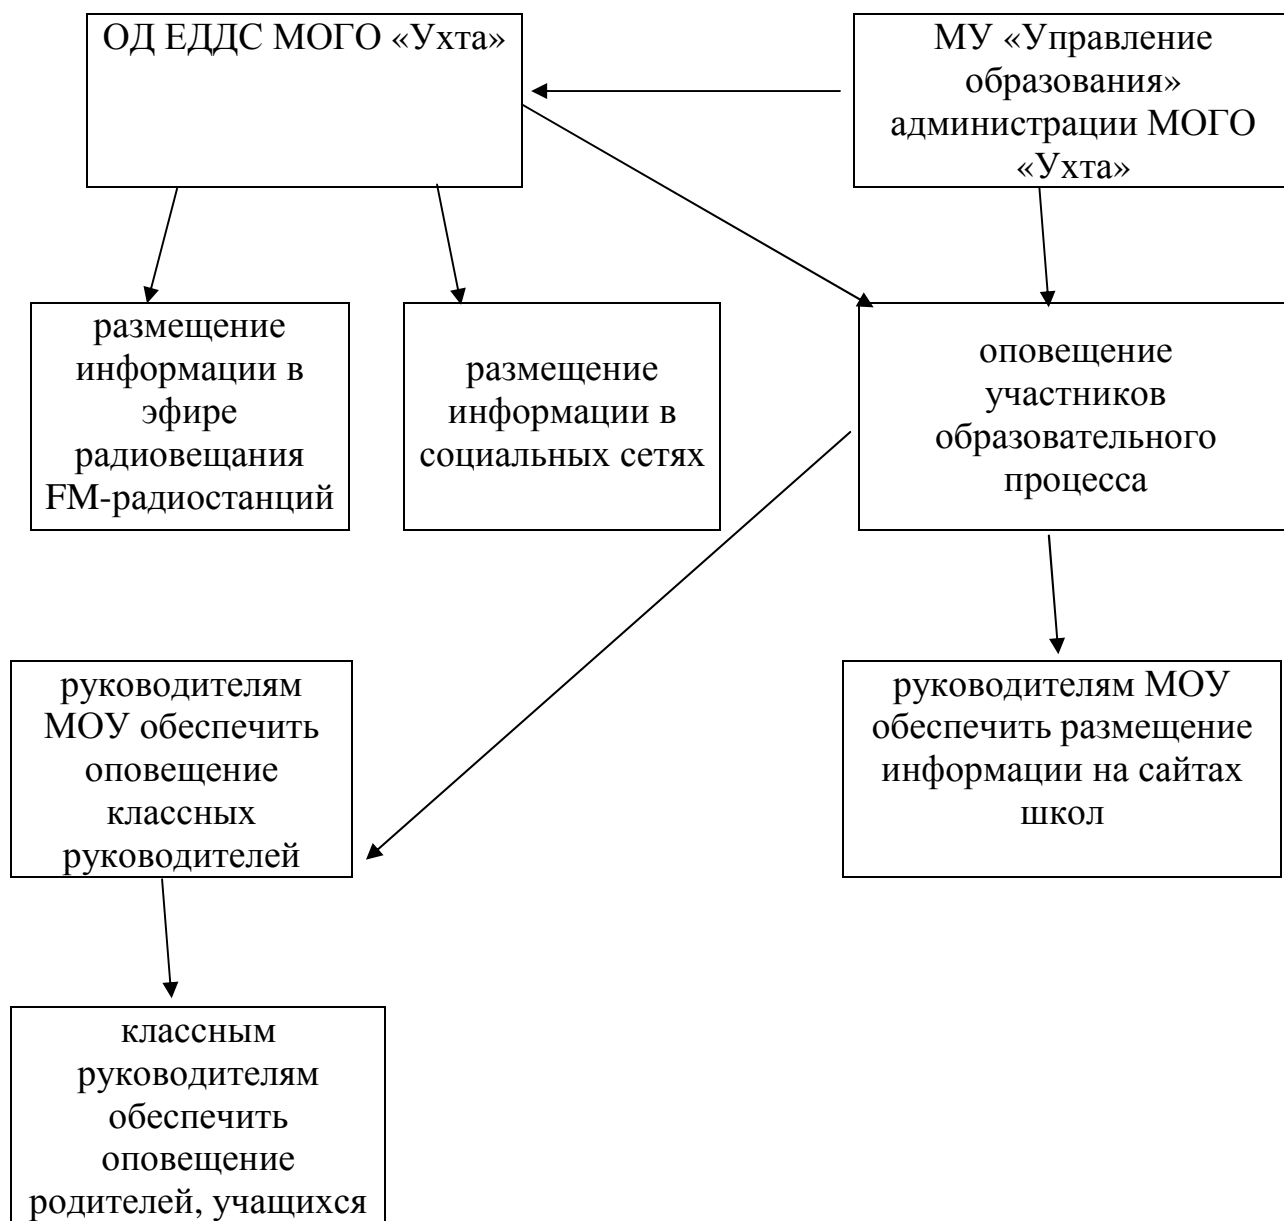 ОД ЕДДС МОГО «Ухта»
МУ «Управление
образования»
администрации МОГО
«Ухта»
размещение
информации в
эфире
радиовещания
FM-радиостанций
размещение
информации в
социальных сетях
оповещение
участников
образовательного
процесса
руководителям
МОУ обеспечить
оповещение
классных
руководителей
руководителям МОУ
обеспечить размещение
информации на сайтах
школ
классным
руководителям
обеспечить
оповещение
родителей, учащихся